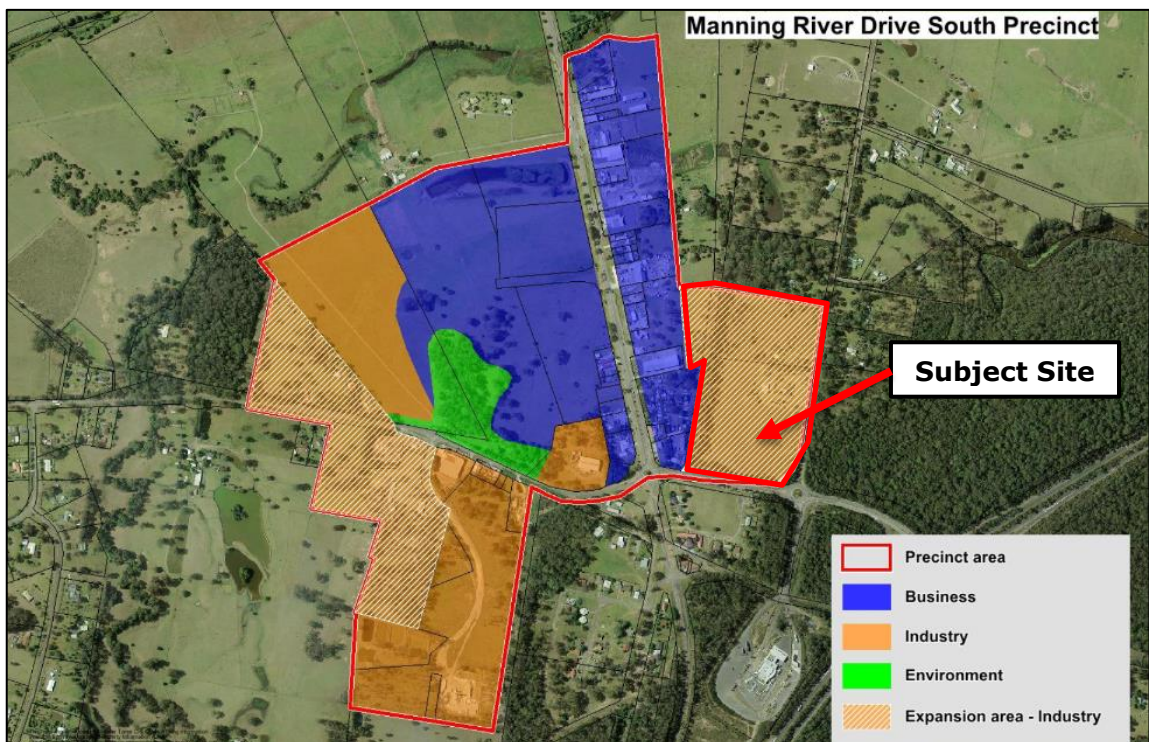 Manning River Drive South Precinct
Subject Site
Precinct area
Business
Industry
Environment
Expansion area - Industry